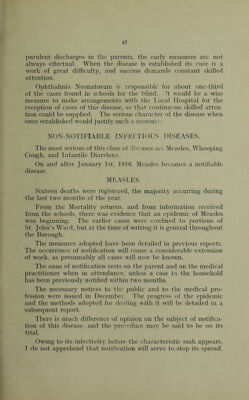 47
purulent discharges in the parents, the early measures are not
always effectual. When the disease is established its cure is a
work of great difficulty, and success demands constant skilled
attention.
Ophthalmia Neonatorum is responsible for about one-third
of the cases found in schools for the blind. It would be a wise
measure to make arrangements with the Local Hospital for the
reception of cases of this disease, so that continuous skilled atten-
tion could be supplied. The serious character of the disease when
once established would justify such a measure.
NON-NOTIFIABLE INFECTIOUS DISEASES.
The most serious of this class of diseases are Measles, Whooping
Cough, and Infantile Diarrhoea.
On and after January 1st, 1916, Measles becomes a notifiable
disease.
MEASLES.
Sixteen deaths were registered, the majority occurring during
the last two months of the year.
From the Mortality returns, and from information received
from the schools, there was evidence that an epidemic of Measles
was beginning. The earlier cases were confined to portions of
St. John's Ward, but at the time of writing it is general throughout
the Borough.
The measures adopted have been detailed in previous reports.
The occurrence of notification will cause a considerable extension
of work, as presumably all cases will now be known.
The onus of notification rests on the parent and on the medical
practitioner when in attendance, unless a case in the household
has been previously notified within two months.
The necessary notices to the public and to the medical pro-
fession were issued in December. The progress of the epidemic
and the methods adopted for dealing with it will be detailed in a
subsequent report.
There is much difference of opinion on the subject of notifica-
tion of this disease, and the procedure may be said to be on its
trial.
Owing to its infectivity before the characteristic rash appears,
I do not apprehend that notification will serve to stop its spread.